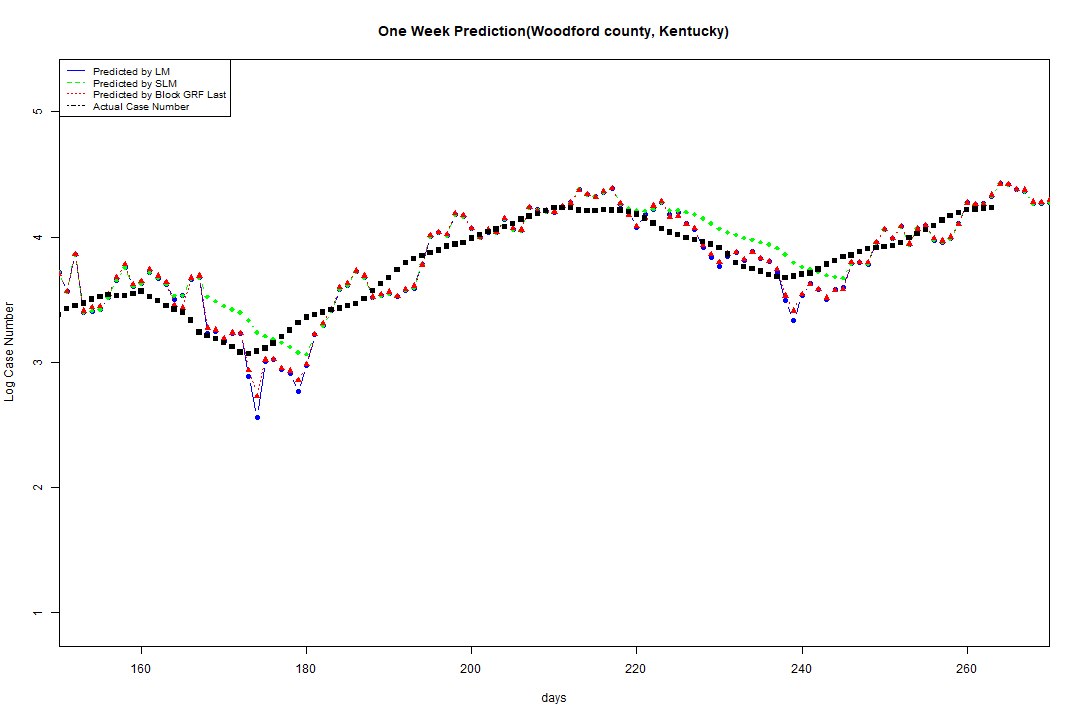 One Week Prediction(Woodford county, Kentucky)
Predicted by LM
Predicted by SLM
Predicted by Block GRF Last
Actual Case Number
5
4
3
2
1
Log Case Number
160 180 200 220 240 260
days